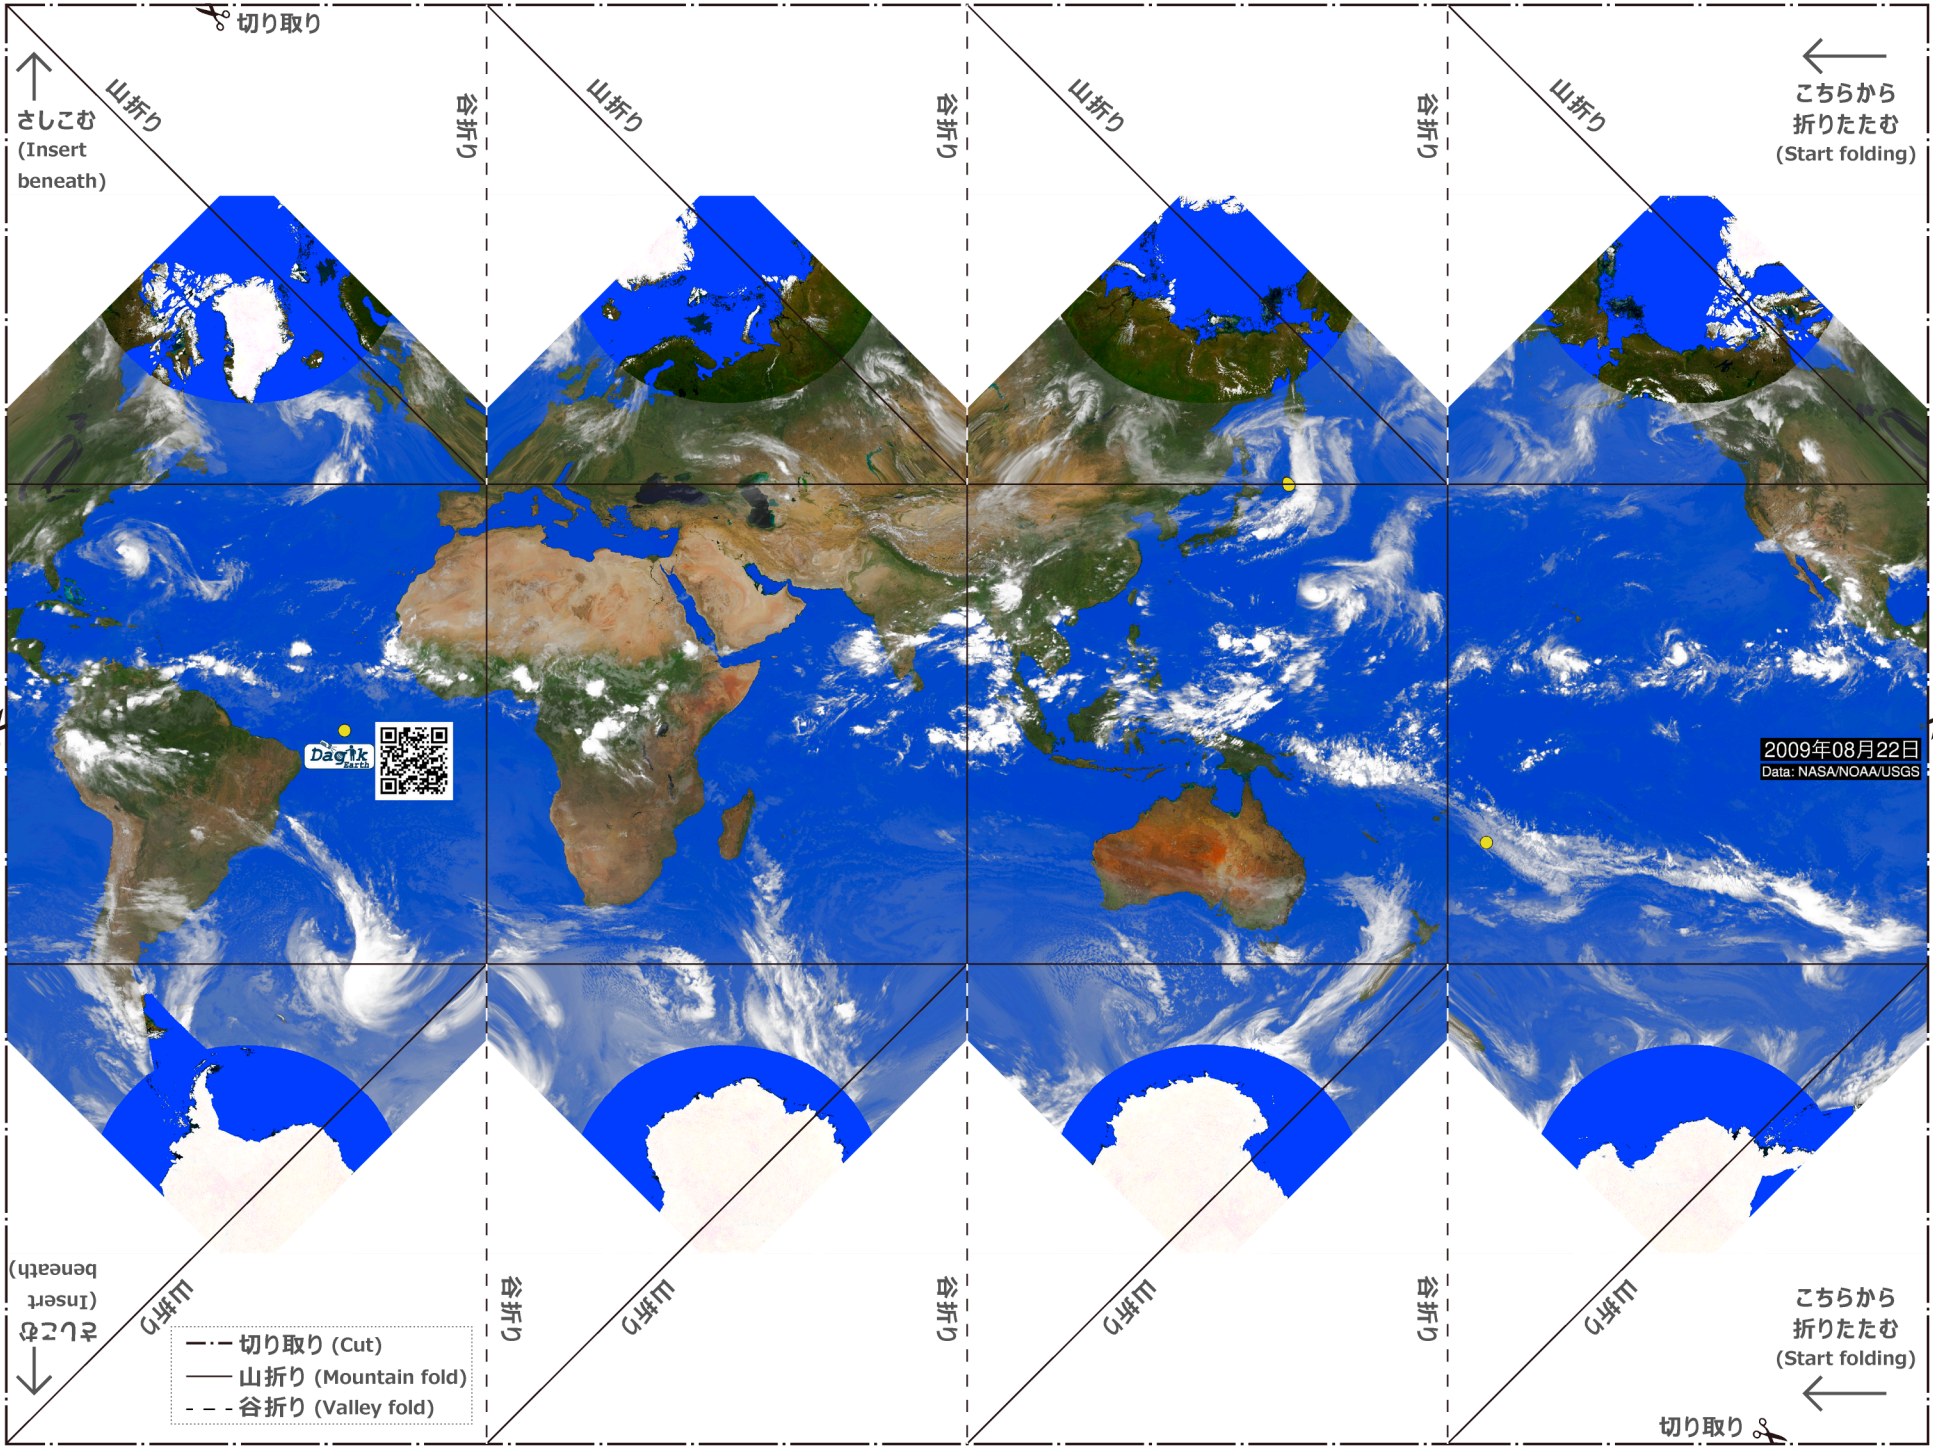 切り取り
さしこむ
(Insert
beneath)
山折り
谷折り
山折り
谷折り
山折り
谷折り
山折り
こちらから
折りたたむ
(Start folding)
Dagik
Earth
2009年08月22日
Data: NASA/NOAA/USGS
さしこむ
(Insert
beneath)
山折り
谷折り
山折り
谷折り
山折り
谷折り
山折り
こちらから
折りたたむ
(Start folding)
切り取り (Cut)
山折り (Mountain fold)
谷折り (Valley fold)
切り取り